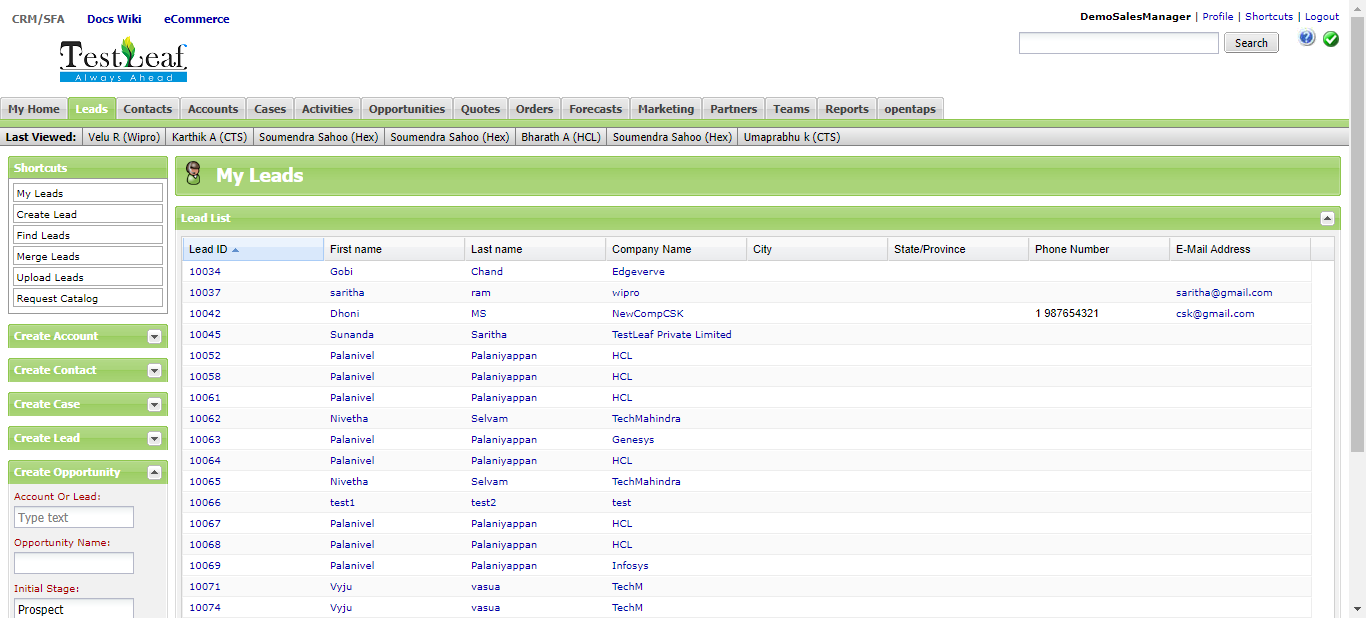 CRM/SFA Docs Wiki eCommerce
DemoSalesManager | Profile | Shortcuts | Logout
Search
TestLeaf
Always Ahead
My Home Leads Contacts Accounts Cases Activities Opportunities Quotes Orders Forecasts Marketing Partners Teams Reports opentaps
Last Viewed: Velu R (Wipro) Karthik A (CTS) Soumendra Sahoo (Hex) Soumendra Sahoo (Hex) Bharath A (HCL) Soumendra Sahoo (Hex) Umaprabhu k (CTS)
Shortcuts
My Leads
Create Lead
Find Leads
Merge Leads
Upload Leads
Request Catalog
Create Account
Create Contact
Create Case
Create Lead
Create Opportunity
Account Or Lead:
Type text
Opportunity Name:
Initial Stage:
Prospect
My Leads
Lead List
Lead ID First name Last name Company Name City State/Province Phone Number E-Mail Address
10034 Gobi Chand Edgeverve
10037 saritha ram wipro saritha@gmail.com
10042 Dhoni MS NewCompCSK 1 987654321 csk@gmail.com
10045 Sunanda Saritha TestLeaf Private Limited
10052 Palanivel Palaniyappan HCL
10058 Palanivel Palaniyappan HCL
10061 Palanivel Palaniyappan HCL
10062 Nivetha Selvam TechMahindra
10063 Palanivel Palaniyappan Genesys
10064 Palanivel Palaniyappan HCL
10065 Nivetha Selvam TechMahindra
10066 test1 test2 test
10067 Palanivel Palaniyappan HCL
10068 Palanivel Palaniyappan HCL
10069 Palanivel Palaniyappan Infosys
10071 Vyju vasua TechM
10074 Vyju vasua TechM